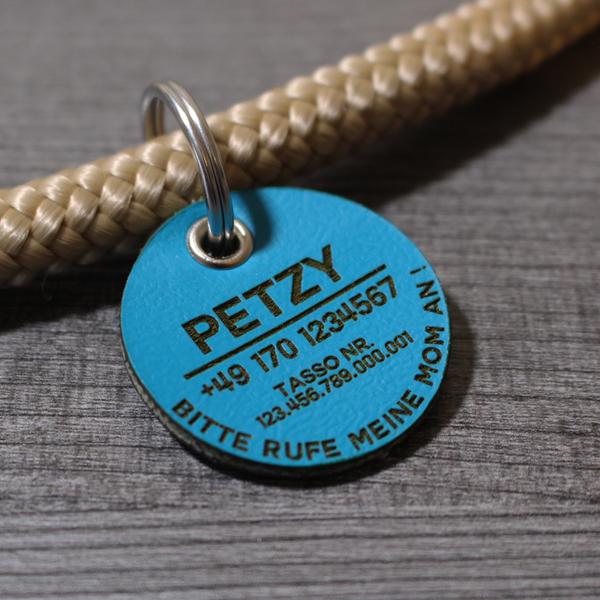 PETZY
+49 170 1234567
TASSO NR.
123.456.789.000.001
BITTE RUFE MEINE MOM AN!